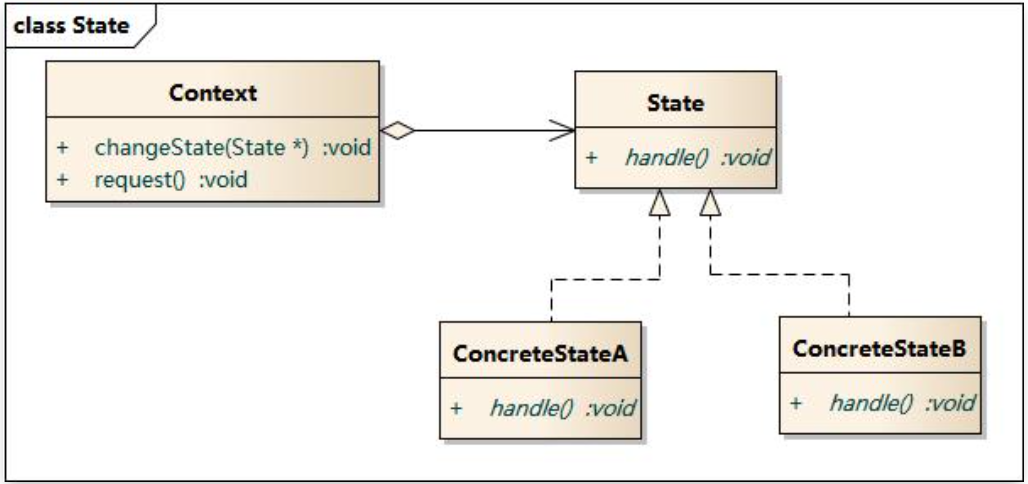 class State
Context
+ changeState(State *) :void
+ request() :void
State
+ handle() :void
ConcreteStateA
+ handle() :void
ConcreteStateB
+ handle() :void